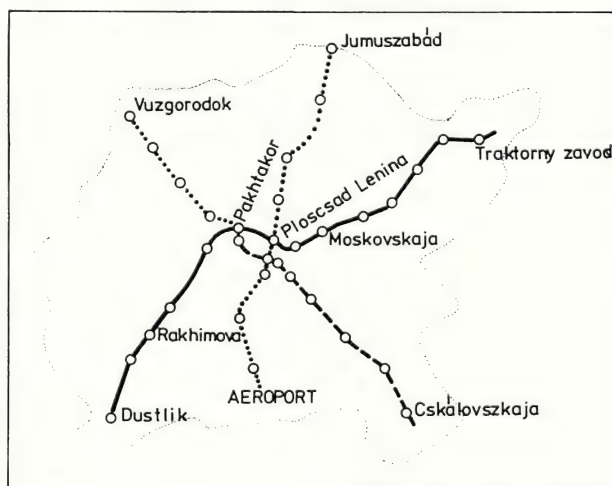 Jumuszabád
Vuzgorodok
Traktorny zavod
Pakhtakor
Ploscsad Lenina
Moskovskaja
Rakhimova
AEROPORT
Dustlik
Cskálovszkaja